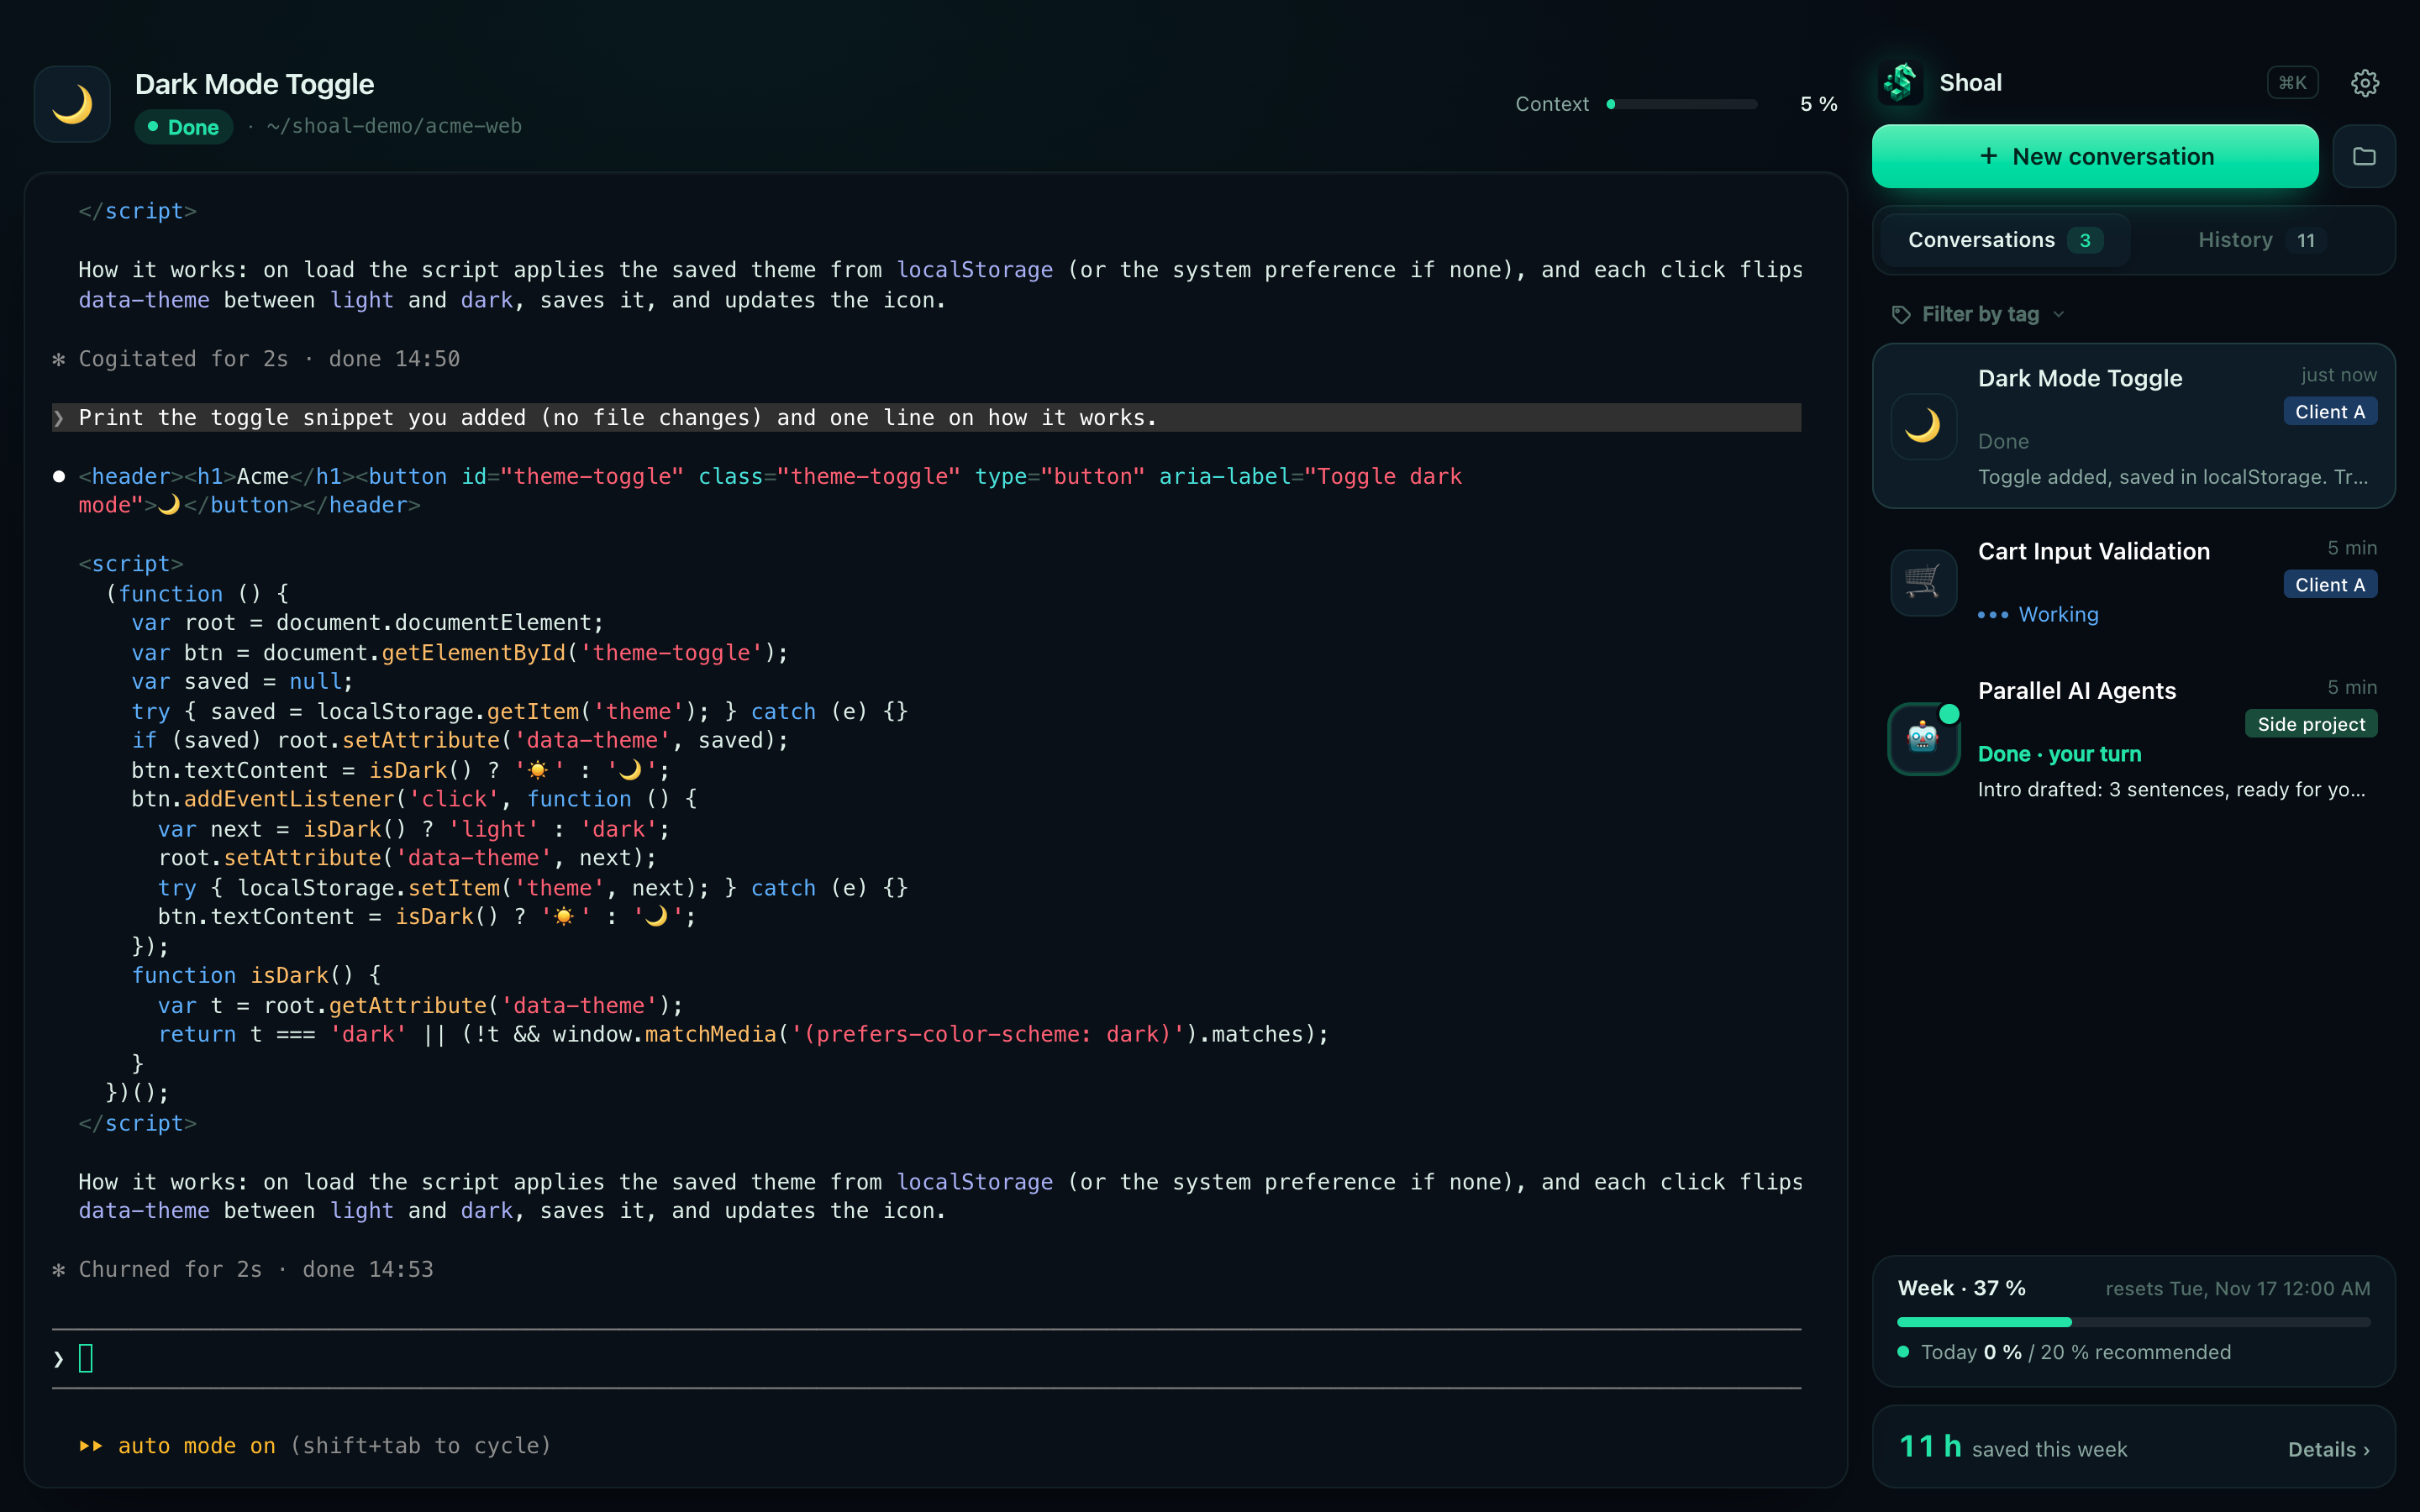 Dark Mode Toggle
Done · ~/shoal-demo/acme-web
Context 5 %
</script>
How it works: on load the script applies the saved theme from localStorage (or the system preference if none), and each click flips
data-theme between light and dark, saves it, and updates the icon.
✻ Cogitated for 2s · done 14:50
❯ Print the toggle snippet you added (no file changes) and one line on how it works.
● <header><h1>Acme</h1><button id="theme-toggle" class="theme-toggle" type="button" aria-label="Toggle dark
mode">🌙</button></header>
<script>
(function () {
var root = document.documentElement;
var btn = document.getElementById('theme-toggle');
var saved = null;
try { saved = localStorage.getItem('theme'); } catch (e) {}
if (saved) root.setAttribute('data-theme', saved);
btn.textContent = isDark() ? '☀️' : '🌙';
btn.addEventListener('click', function () {
var next = isDark() ? 'light' : 'dark';
root.setAttribute('data-theme', next);
try { localStorage.setItem('theme', next); } catch (e) {}
btn.textContent = isDark() ? '☀️' : '🌙';
});
function isDark() {
var t = root.getAttribute('data-theme');
return t === 'dark' || (!t && window.matchMedia('(prefers-color-scheme: dark)').matches);
}
})();
</script>
How it works: on load the script applies the saved theme from localStorage (or the system preference if none), and each click flips
data-theme between light and dark, saves it, and updates the icon.
✻ Churned for 2s · done 14:53
❯
⏵⏵ auto mode on (shift+tab to cycle)
Shoal
⌘K
+ New conversation
Conversations 3
History 11
Filter by tag
Dark Mode Toggle
just now
Client A
Done
Toggle added, saved in localStorage. Tr...
Cart Input Validation
5 min
Client A
Working
Parallel AI Agents
5 min
Side project
Done · your turn
Intro drafted: 3 sentences, ready for yo...
Week · 37 %
resets Tue, Nov 17 12:00 AM
Today 0 % / 20 % recommended
11 h saved this week
Details ›